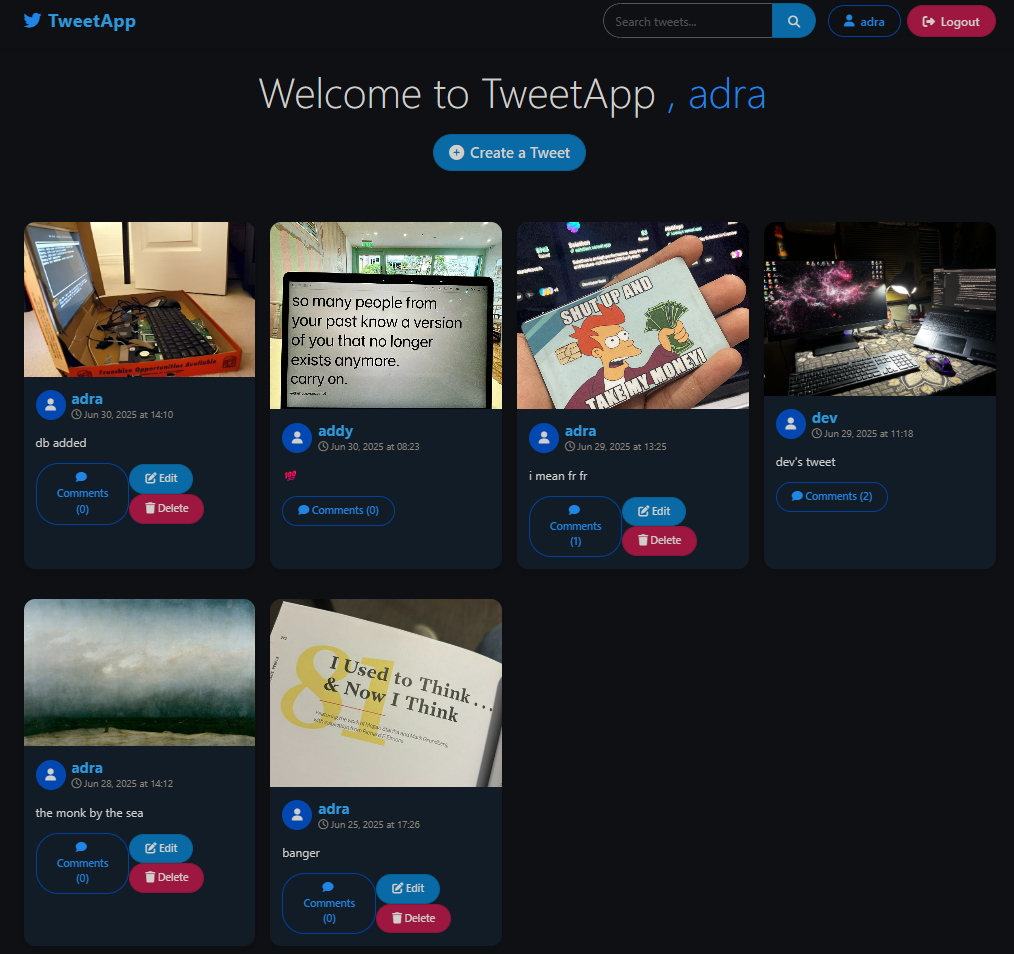 TweetApp
Search tweets...
adra
Logout
Welcome to TweetApp , adra
Create a Tweet
Franchise Opportunities Available
adra
Jun 30, 2025 at 14:10
db added
Comments
(0)
Edit
Delete
so many people from
your past know a version
of you that no longer
exists anymore.
carry on.
addy
Jun 30, 2025 at 08:23
💯
Comments (0)
SHUT UP AND
TAKE MY MONEY!
adra
Jun 29, 2025 at 13:25
i mean fr fr
Comments
(1)
Edit
Delete
dev
Jun 29, 2025 at 11:18
dev's tweet
Comments (2)
adra
Jun 28, 2025 at 14:12
the monk by the sea
Comments
(0)
Edit
Delete
81
I Used to Think . . .
& Now I Think
adra
Jun 25, 2025 at 17:26
banger
Comments
(0)
Edit
Delete